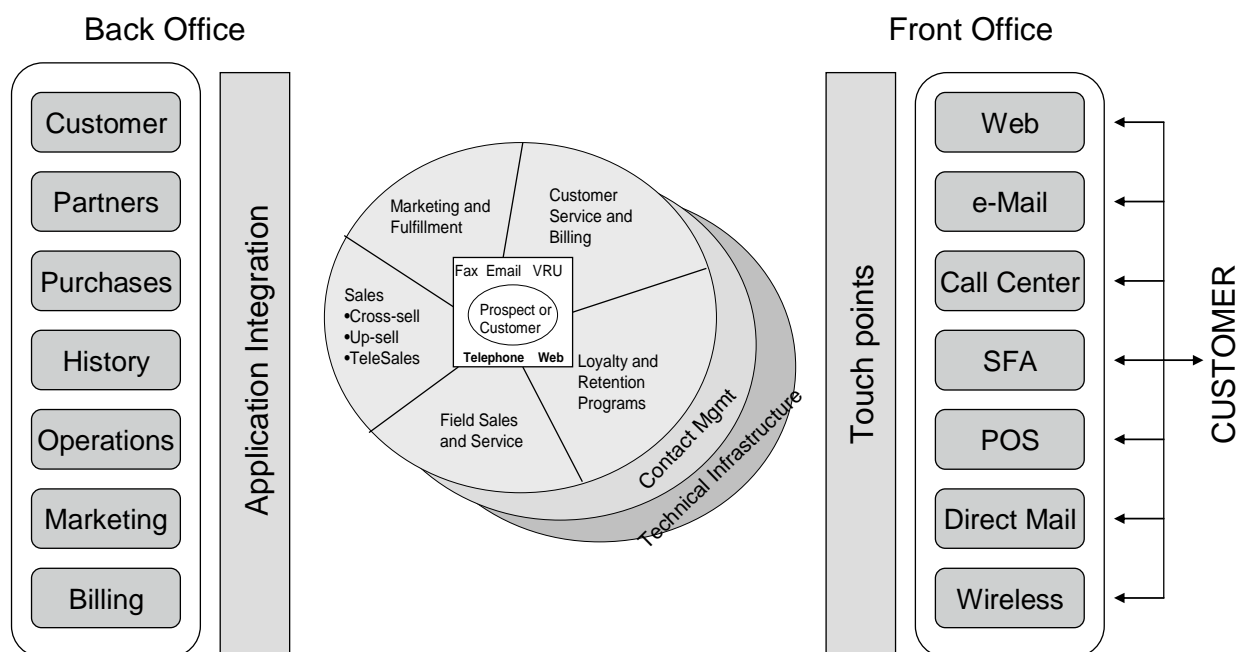 Back Office
Customer
Partners
Purchases
History
Operations
Marketing
Billing
Application Integration
Marketing and
Fulfillment
Customer
Service and
Billing
Sales
•Cross-sell
•Up-sell
•TeleSales
Fax Email VRU
Prospect or
Customer
Telephone Web
Loyalty and
Retention
Programs
Field Sales
and Service
Contact Mgmt
Technical Infrastructure
Touch points
Front Office
Web
e-Mail
Call Center
SFA
POS
Direct Mail
Wireless
CUSTOMER